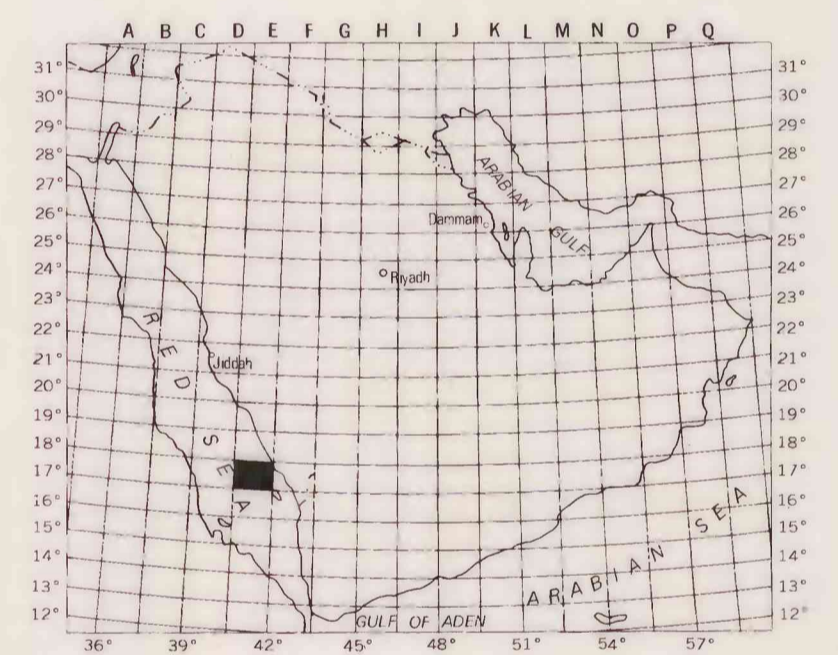 A B C D E F G H I J K L M N O P Q
31° 31°
30° 30°
29° 29°
28° 28°
27° 27°
26° 26°
25° 25°
24° 24°
23° 23°
22° 22°
21° 21°
20° 20°
19° 19°
18° 18°
17° 17°
16° 16°
15° 15°
14° 14°
13° 13°
12° 12°
ARABIAN
GULF
Dammam
Riyadh
RED
Jiddah
SEA
ARABIAN SEA
GULF OF ADEN
36° 39° 42° 45° 48° 51° 54° 57°